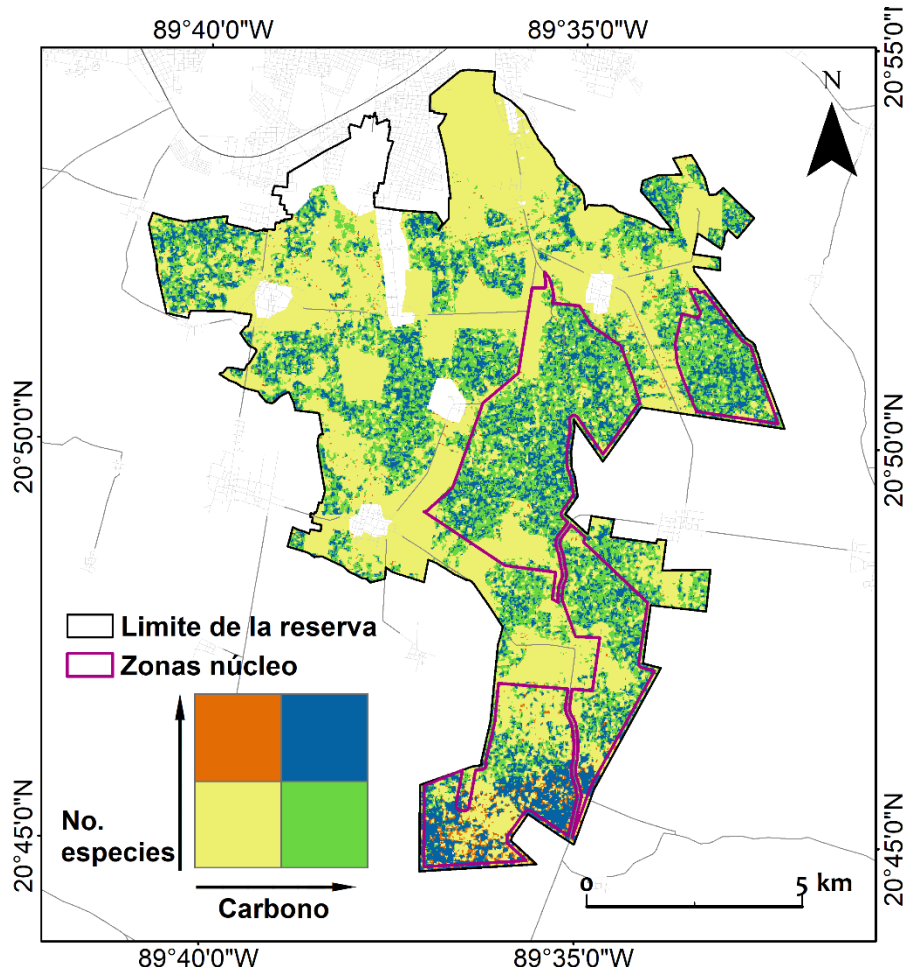 89°40'0"W 89°35'0"W
20°55'0"N
N
20°50'0"N
20°50'0"N
Limite de la reserva
Zonas núcleo
No.
especies
Carbono
20°45'0"N
20°45'0"N
0 5 km
89°40'0"W 89°35'0"W